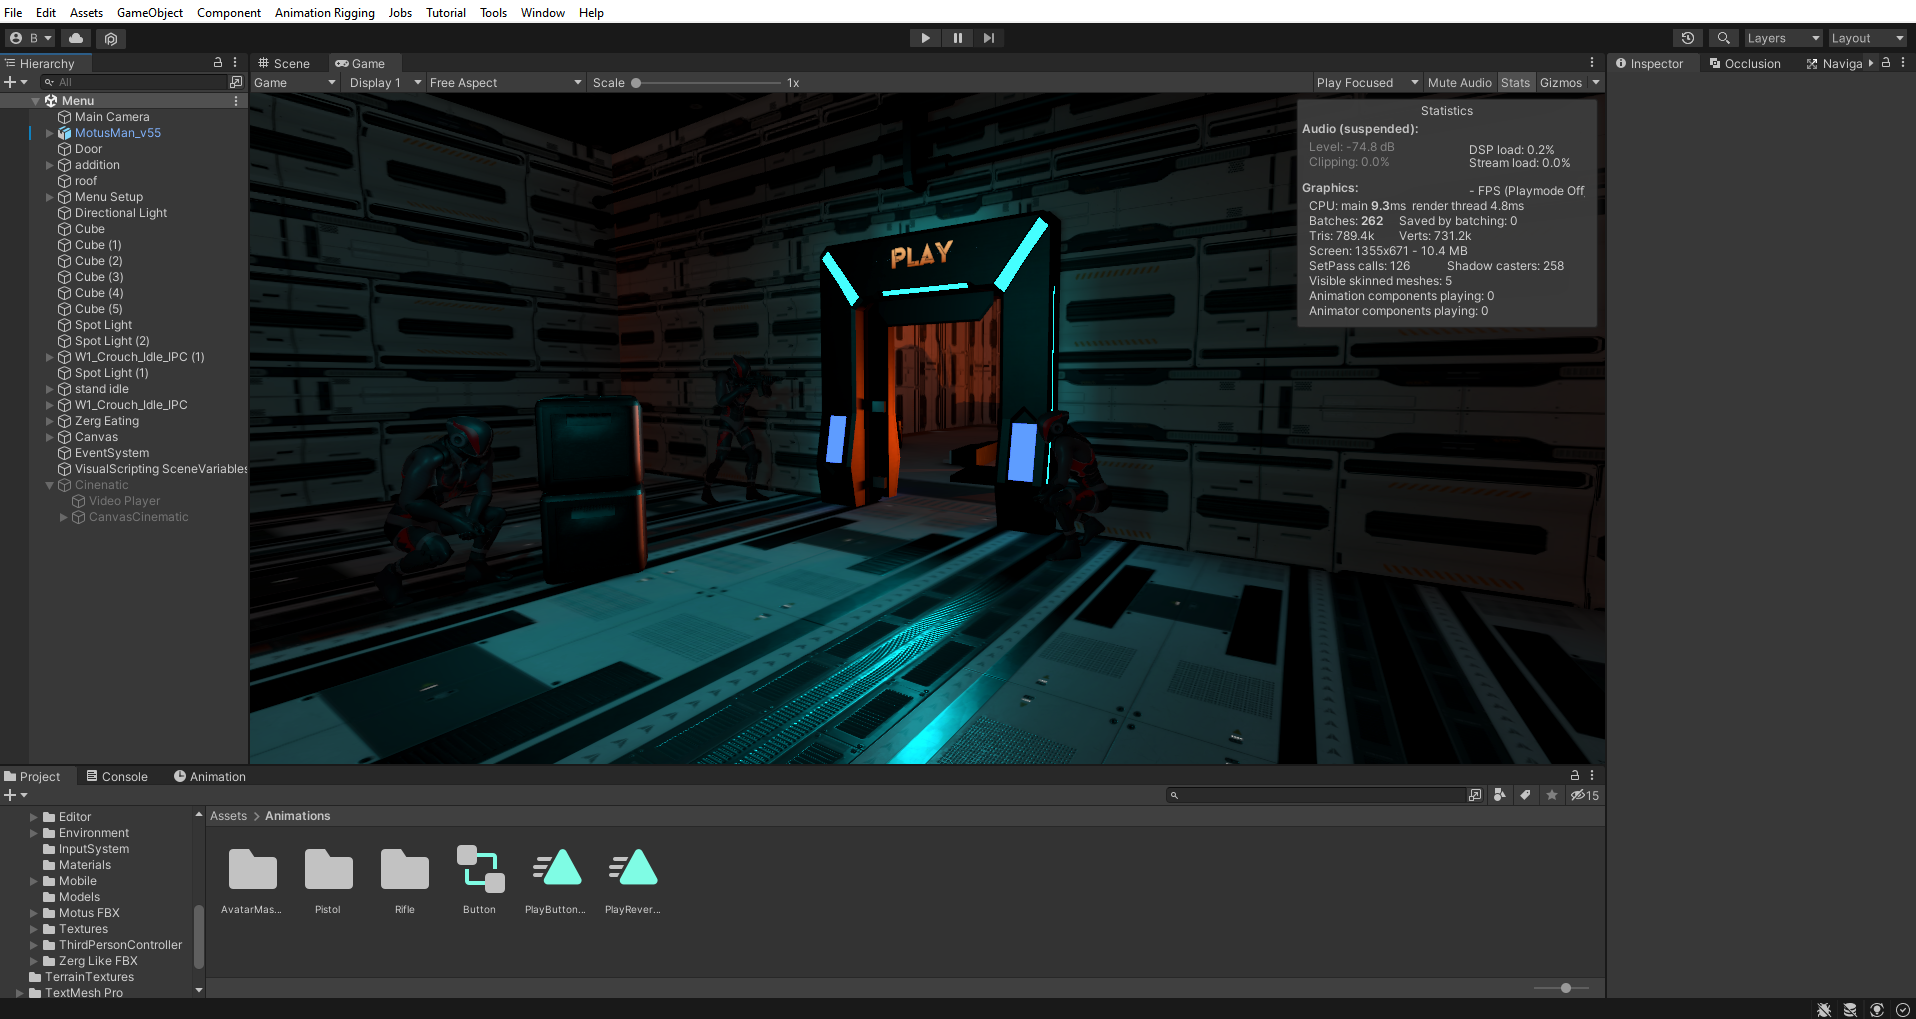 File Edit Assets GameObject Component Animation Rigging Jobs Tutorial Tools Window Help
B Layers Layout
Hierarchy
All
Menu
Main Camera
MotusMan_v55
Door
addition
roof
Menu Setup
Directional Light
Cube
Cube (1)
Cube (2)
Cube (3)
Cube (4)
Cube (5)
Spot Light
Spot Light (2)
W1_Crouch_Idle_IPC (1)
Spot Light (1)
stand idle
W1_Crouch_Idle_IPC
Zerg Eating
Canvas
EventSystem
VisualScripting SceneVariables
Cinenatic
Video Player
CanvasCinematic
Scene Game
Game Display 1 Free Aspect Scale 1x Play Focused Mute Audio Stats Gizmos
PLAY
Statistics
Audio (suspended):
Level: -74.8 dB DSP load: 0.2%
Clipping: 0.0% Stream load: 0.0%
Graphics: - FPS (Playmode Off
CPU: main 9.3ms render thread 4.8ms
Batches: 262 Saved by batching: 0
Tris: 789.4k Verts: 731.2k
Screen: 1355x671 - 10.4 MB
SetPass calls: 126 Shadow casters: 258
Visible skinned meshes: 5
Animation components playing: 0
Animator components playing: 0
Inspector Occlusion Naviga
Project Console Animation
15
Editor
Environment
InputSystem
Materials
Mobile
Models
Motus FBX
Textures
ThirdPersonController
Zerg Like FBX
TerrainTextures
TextMesh Pro
Assets > Animations
AvatarMas... Pistol Rifle Button PlayButton... PlayRever...